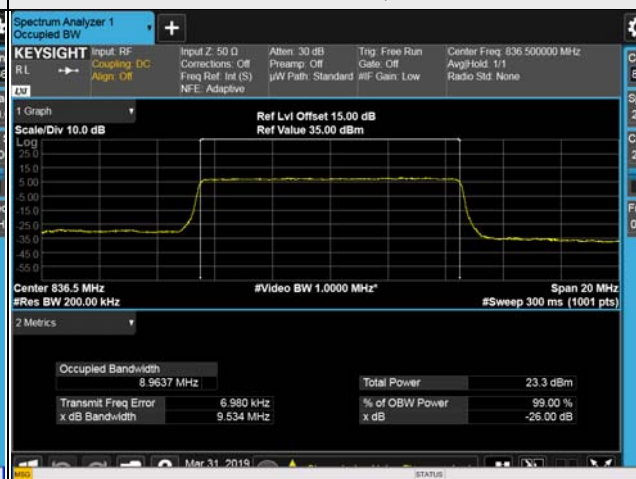 Spectrum Analyzer 1
Occupied BW
KEYSIGHT
RL
LXI
Input: RF
Coupling: DC
Align: Off
Input Z: 50 Ω
Corrections: Off
Freq Ref: Int (S)
NFE: Adaptive
Atten: 30 dB
Preamp: Off
µW Path: Standard
Trig: Free Run
Gate: Off
#IF Gain: Low
Center Freq: 836.500000 MHz
Avg|Hold: 1/1
Radio Std: None
1 Graph
Scale/Div 10.0 dB
Ref Lvl Offset 15.00 dB
Ref Value 35.00 dBm
Log
25.0
15.0
5.00
-5.00
-15.0
-25.0
-35.0
-45.0
-55.0
Center 836.5 MHz
#Video BW 1.0000 MHz*
Span 20 MHz
#Res BW 200.00 kHz
#Sweep 300 ms (1001 pts)
2 Metrics
Occupied Bandwidth
8.9637 MHz
Total Power 23.3 dBm
Transmit Freq Error 6.980 kHz
% of OBW Power 99.00 %
x dB Bandwidth 9.534 MHz
x dB -26.00 dB
Mar 31, 2019
MSG
STATUS